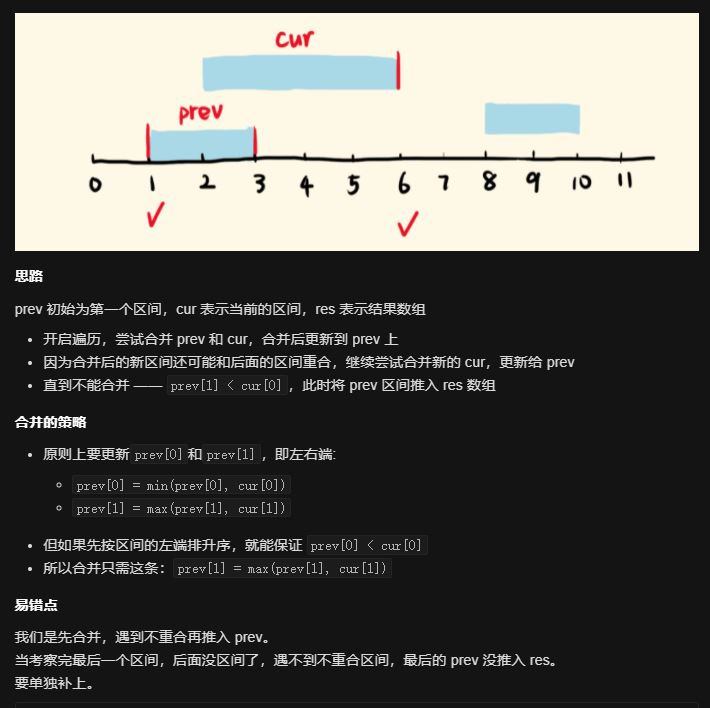 cur
prev
0 1 2 3 4 5 6 7 8 9 10 11
思路
prev 初始为第一个区间，cur 表示当前的区间，res 表示结果数组
• 开启遍历，尝试合并 prev 和 cur，合并后更新到 prev 上
• 因为合并后的新区间还可能和后面的区间重合，继续尝试合并新的 cur，更新给 prev
• 直到不能合并 —— prev[1] < cur[0]，此时将 prev 区间推入 res 数组
合并的策略
• 原则上要更新 prev[0] 和 prev[1]，即左右端:
◦ prev[0] = min(prev[0], cur[0])
◦ prev[1] = max(prev[1], cur[1])
• 但如果先按区间的左端排升序，就能保证 prev[0] < cur[0]
• 所以合并只需这条：prev[1] = max(prev[1], cur[1])
易错点
我们是先合并，遇到不重合再推入 prev。
当考察完最后一个区间，后面没区间了，遇不到不重合区间，最后的 prev 没推入 res。
要单独补上。